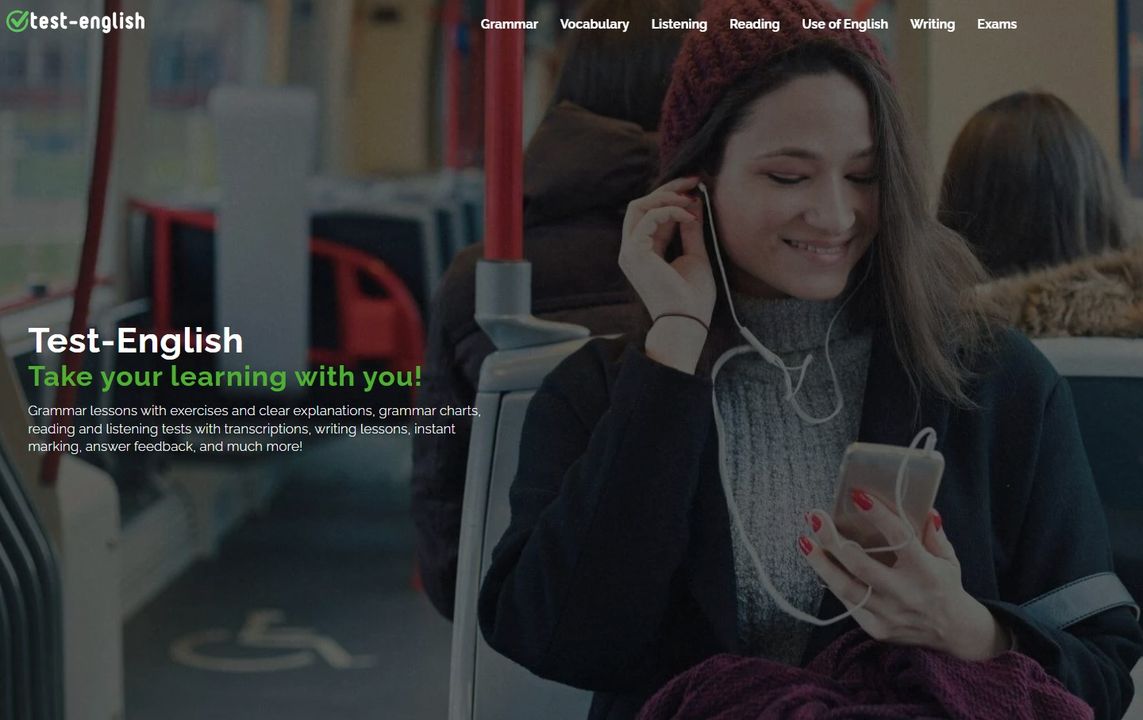 test-english
Grammar Vocabulary Listening Reading Use of English Writing Exams
Test-English
Take your learning with you!
Grammar lessons with exercises and clear explanations, grammar charts,
reading and listening tests with transcriptions, writing lessons, instant
marking, answer feedback, and much more!